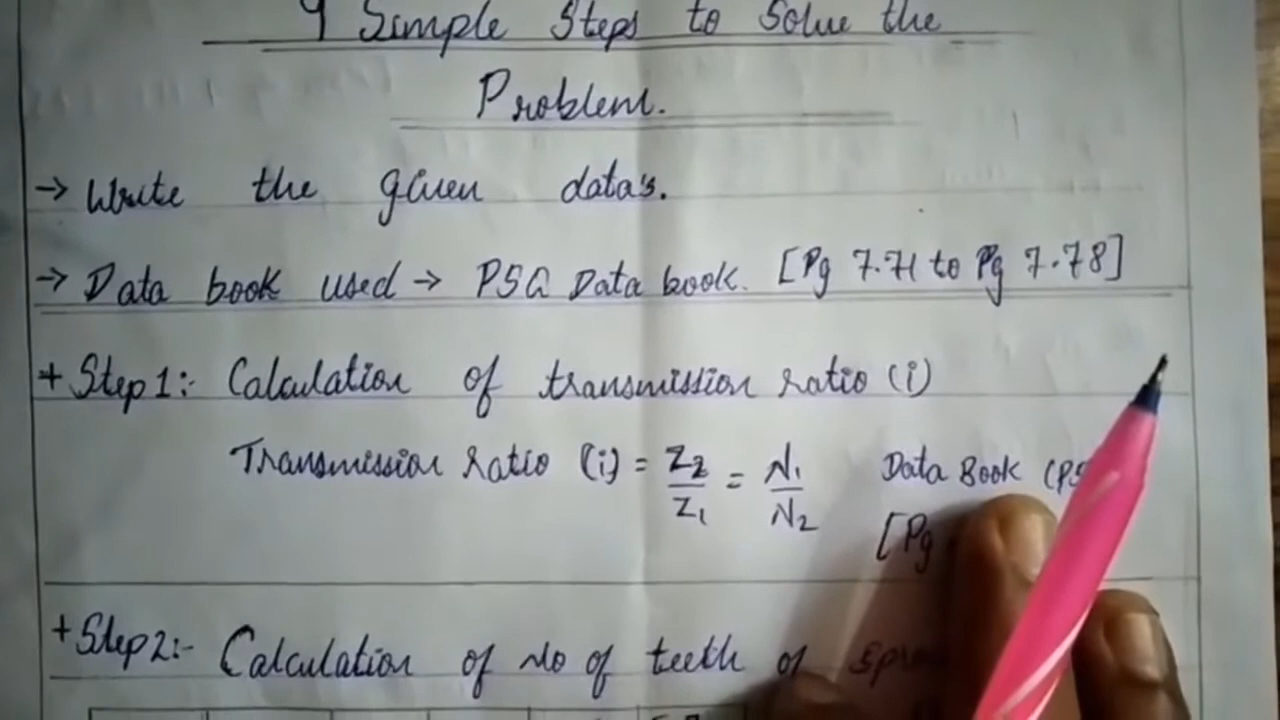 9 Simple Steps to Solve the
Problem.
→ Write the given data's.
→ Data book used → PSG Data book. [Pg 7.71 to Pg 7.78]
+ Step 1:- Calculation of transmission ratio (i)
Transmission ratio (i) = Z2/Z1 = N1/N2 Data Book (PS
[Pg
+ Step 2:- Calculation of No of teeth of